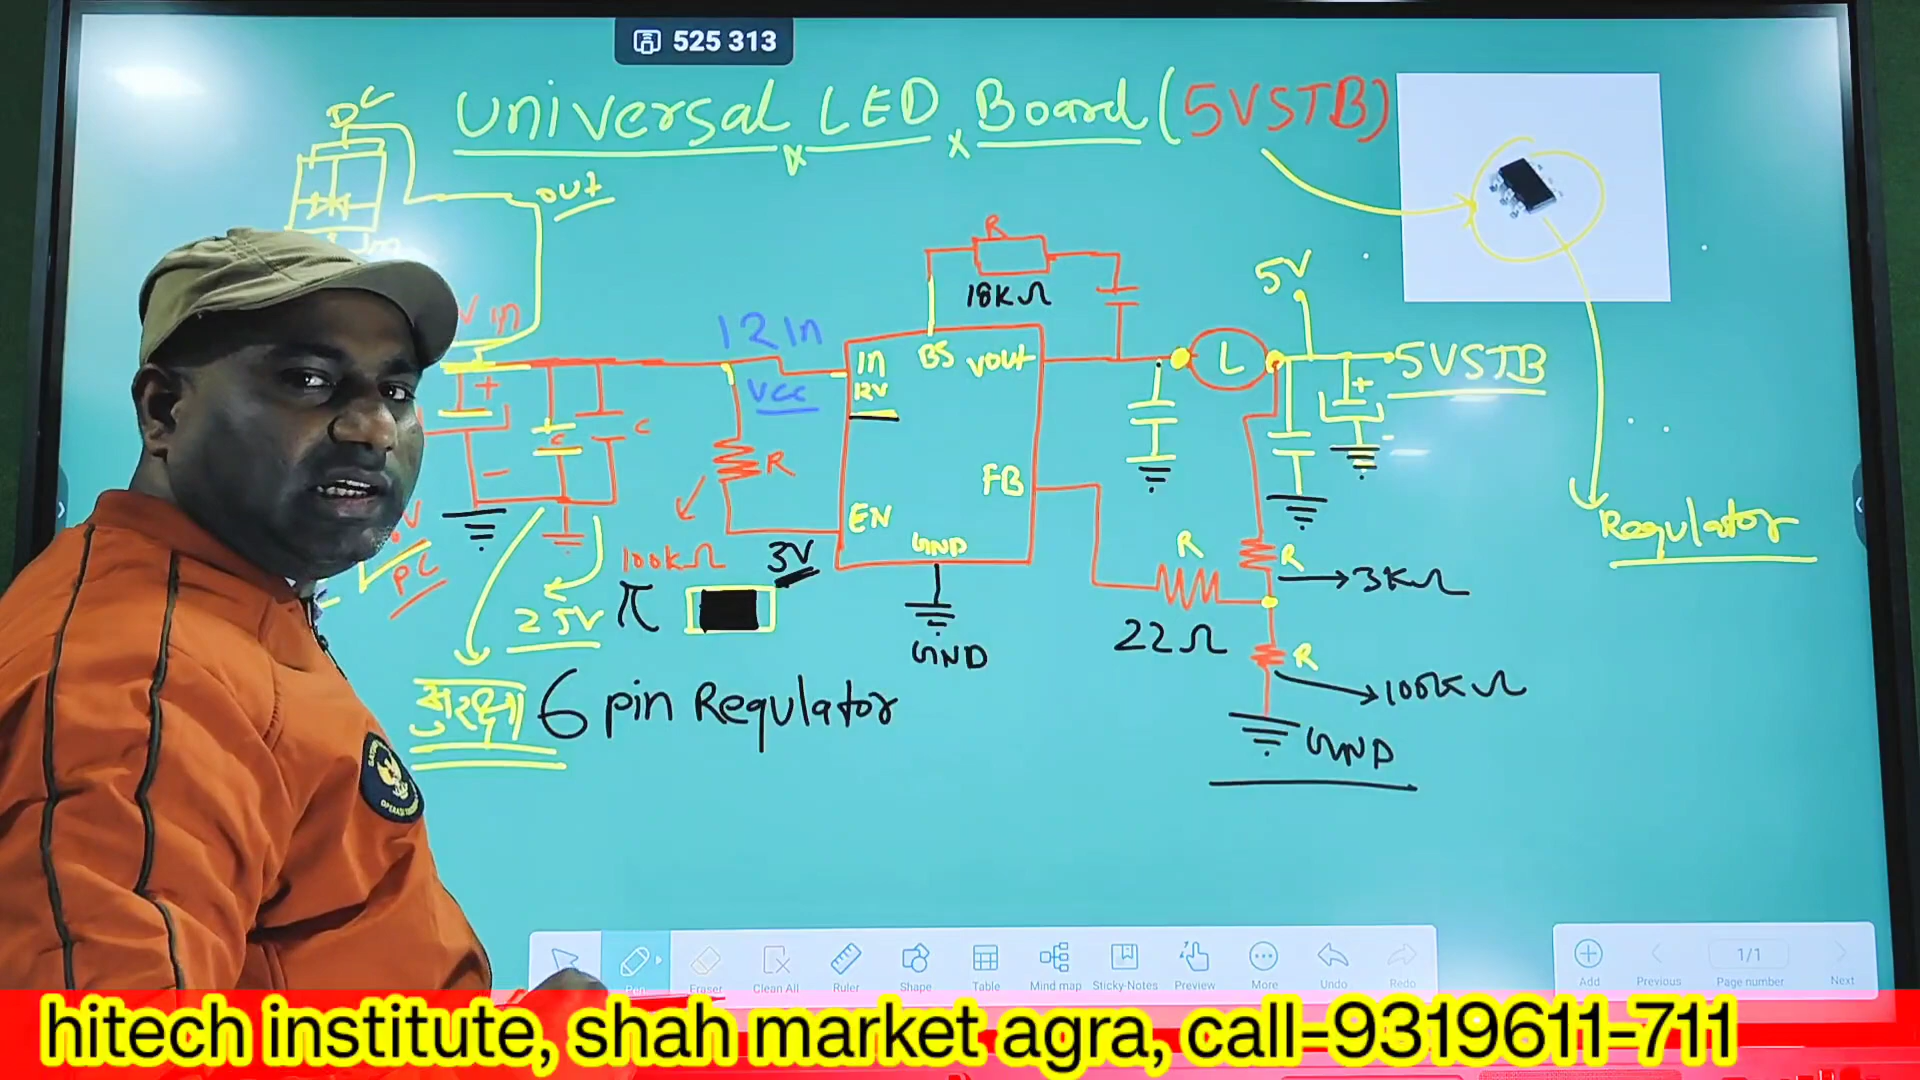 525 313
Universal LED Board (5VSTB)
DC
OUT
R
18KΩ
5V
V in
12 In
VCC
IN
12V
BS
VOUT
L
5VSTB
+
+
C
C
R
FB
EN
GND
100KΩ
3V
PC
25V
π
R
R
3KΩ
22Ω
R
100KΩ
GND
GND
Regulator
सुरक्षा
6 pin Regulator
Pen
Eraser
Clean All
Ruler
Shape
Table
Mind map
Sticky-Notes
Preview
More
Undo
Redo
Add
Previous
1/1
Page number
Next
hitech institute, shah market agra, call-9319611-711